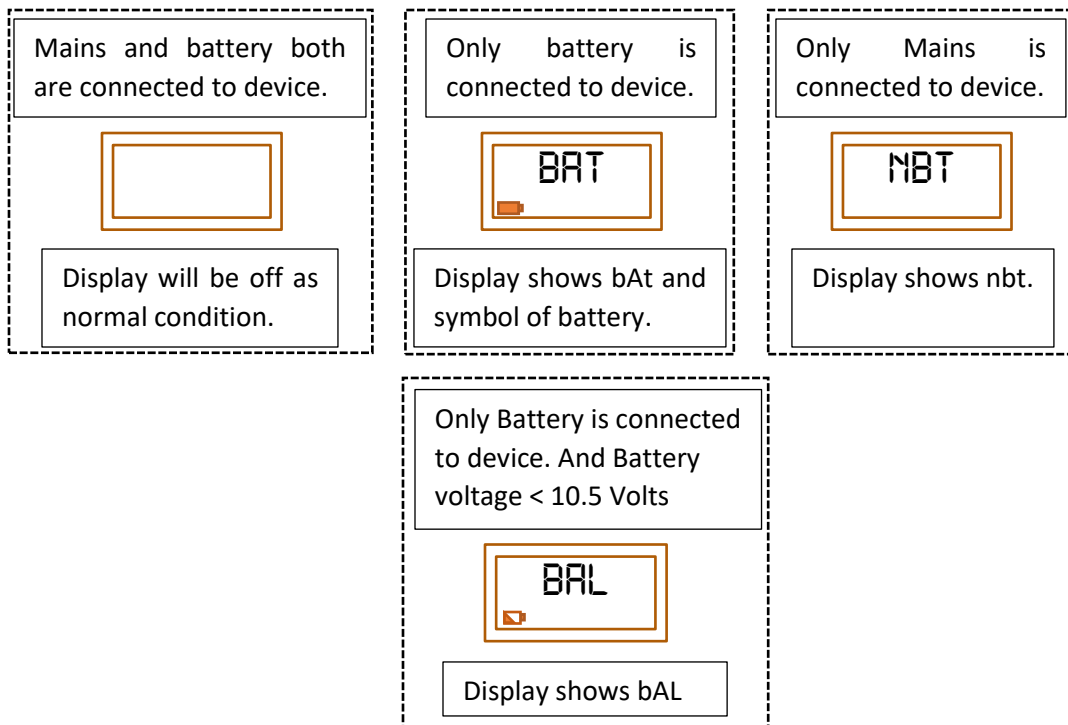 Mains and battery both
are connected to device.
Display will be off as
normal condition.
Only battery is
connected to device.
BAT
Display shows bAt and
symbol of battery.
Only Mains is
connected to device.
NBT
Display shows nbt.
Only Battery is connected
to device. And Battery
voltage < 10.5 Volts
BAL
Display shows bAL